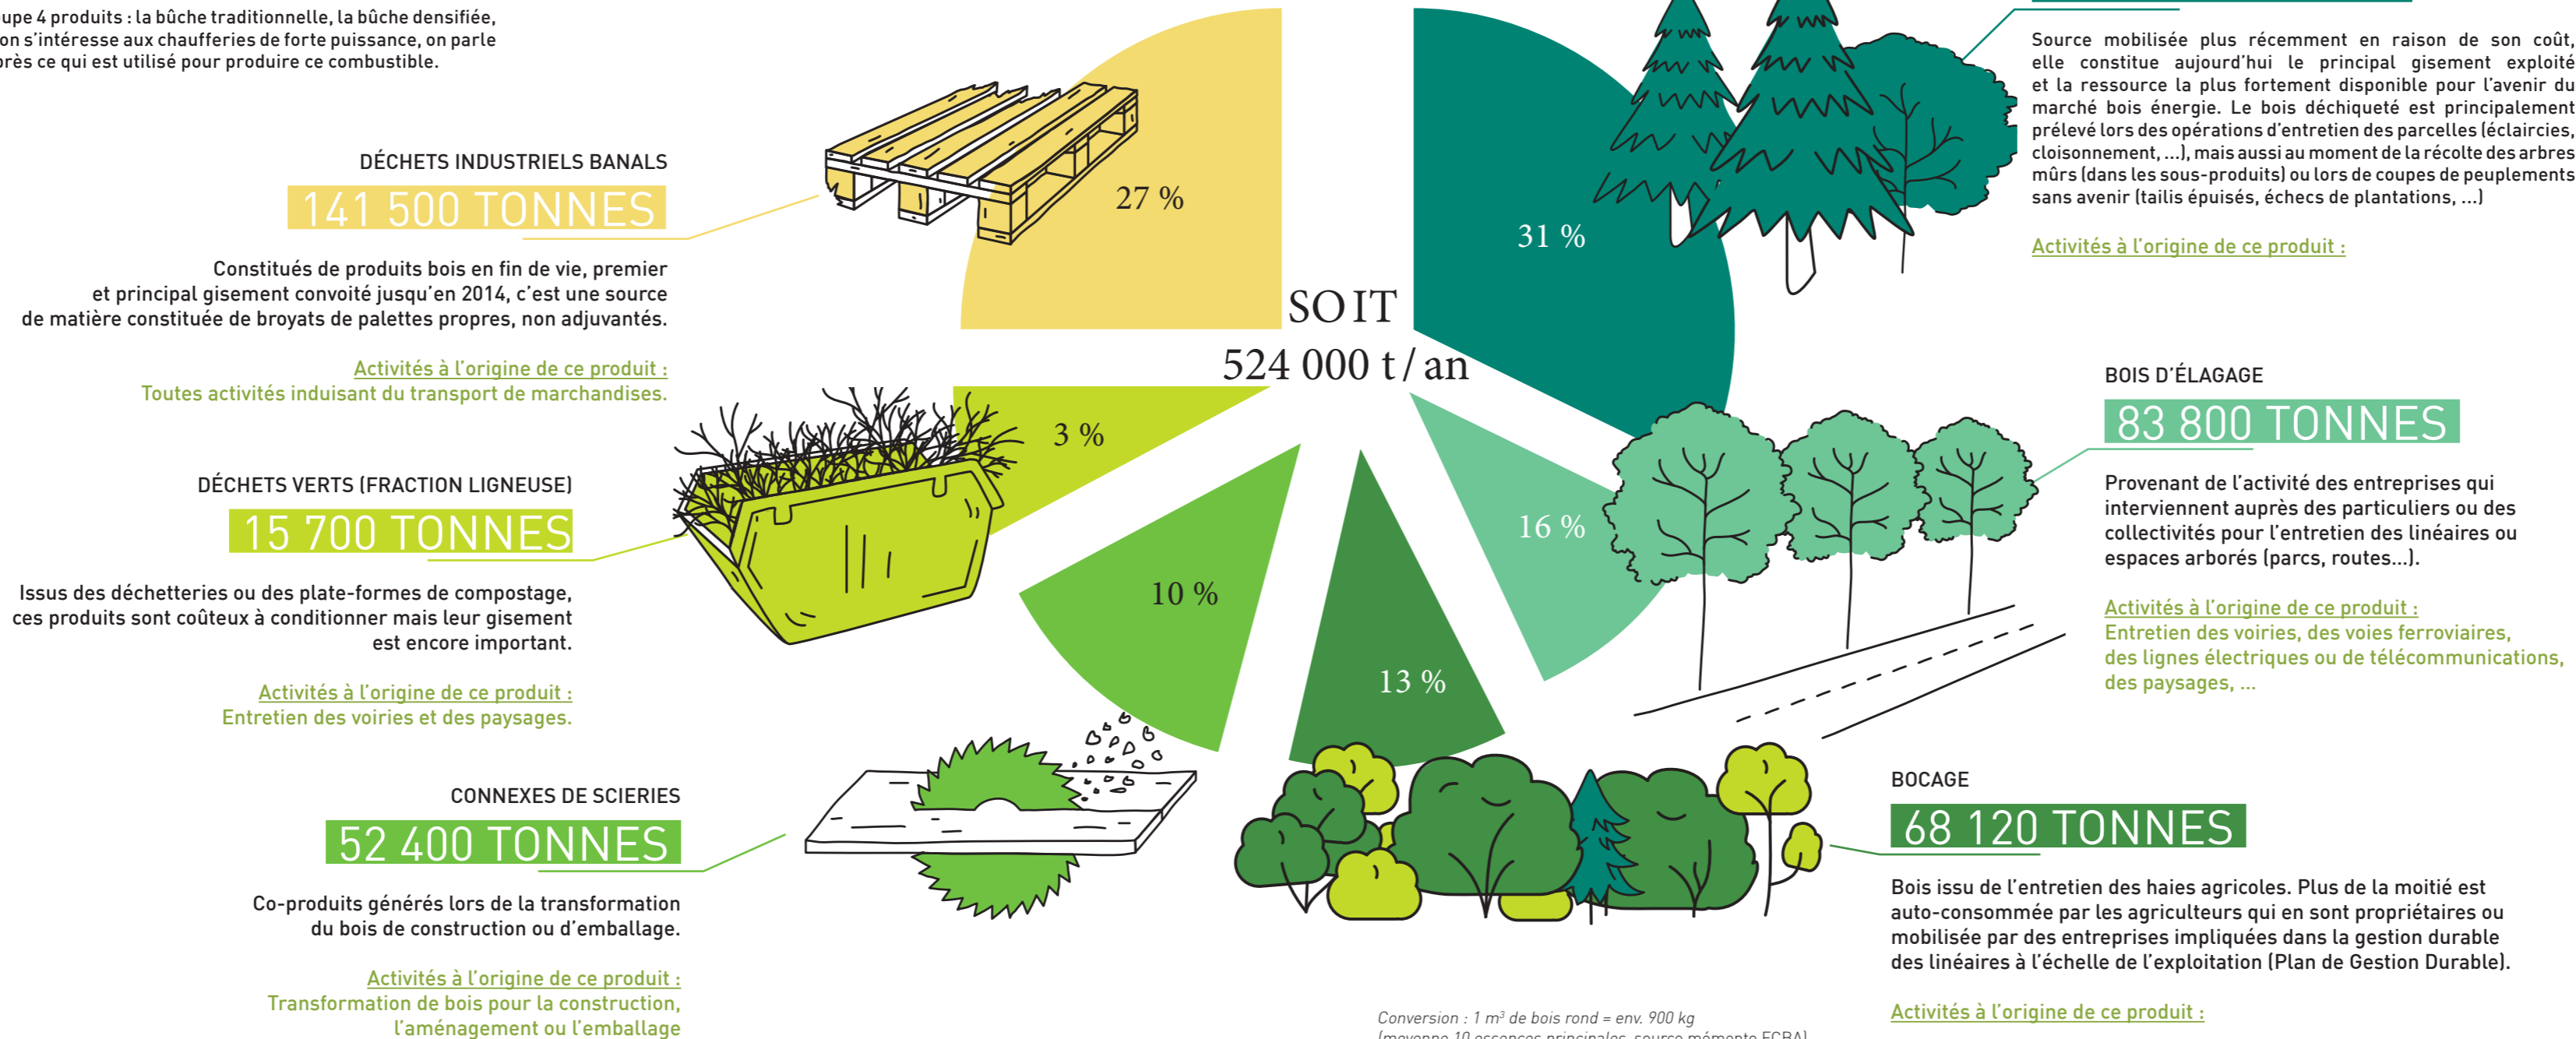 oupe 4 produits : la bûche traditionnelle, la bûche densifiée,
on s'intéresse aux chaufferies de forte puissance, on parle
près ce qui est utilisé pour produire ce combustible.
DÉCHETS INDUSTRIELS BANALS
141 500 TONNES
Constitués de produits bois en fin de vie, premier
et principal gisement convoité jusqu'en 2014, c'est une source
de matière constituée de broyats de palettes propres, non adjuvantés.
Activités à l'origine de ce produit :
Toutes activités induisant du transport de marchandises.
DÉCHETS VERTS (FRACTION LIGNEUSE)
15 700 TONNES
Issus des déchetteries ou des plate-formes de compostage,
ces produits sont coûteux à conditionner mais leur gisement
est encore important.
Activités à l'origine de ce produit :
Entretien des voiries et des paysages.
CONNEXES DE SCIERIES
52 400 TONNES
Co-produits générés lors de la transformation
du bois de construction ou d'emballage.
Activités à l'origine de ce produit :
Transformation de bois pour la construction,
l'aménagement ou l'emballage
27 %
31 %
SOIT
524 000 t / an
3 %
16 %
10 %
13 %
Source mobilisée plus récemment en raison de son coût,
elle constitue aujourd'hui le principal gisement exploité
et la ressource la plus fortement disponible pour l'avenir du
marché bois énergie. Le bois déchiqueté est principalement
prélevé lors des opérations d'entretien des parcelles (éclaircies,
cloisonnement, ...), mais aussi au moment de la récolte des arbres
mûrs (dans les sous-produits) ou lors de coupes de peuplements
sans avenir (tailis épuisés, échecs de plantations, ...)
Activités à l'origine de ce produit :
BOIS D'ÉLAGAGE
83 800 TONNES
Provenant de l'activité des entreprises qui
interviennent auprès des particuliers ou des
collectivités pour l'entretien des linéaires ou
espaces arborés (parcs, routes...).
Activités à l'origine de ce produit :
Entretien des voiries, des voies ferroviaires,
des lignes électriques ou de télécommunications,
des paysages, ...
BOCAGE
68 120 TONNES
Bois issu de l'entretien des haies agricoles. Plus de la moitié est
auto-consommée par les agriculteurs qui en sont propriétaires ou
mobilisée par des entreprises impliquées dans la gestion durable
des linéaires à l'échelle de l'exploitation (Plan de Gestion Durable).
Activités à l'origine de ce produit :
Conversion : 1 m³ de bois rond = env. 900 kg
(moyenne 10 essences principales, source mémento FCBA)